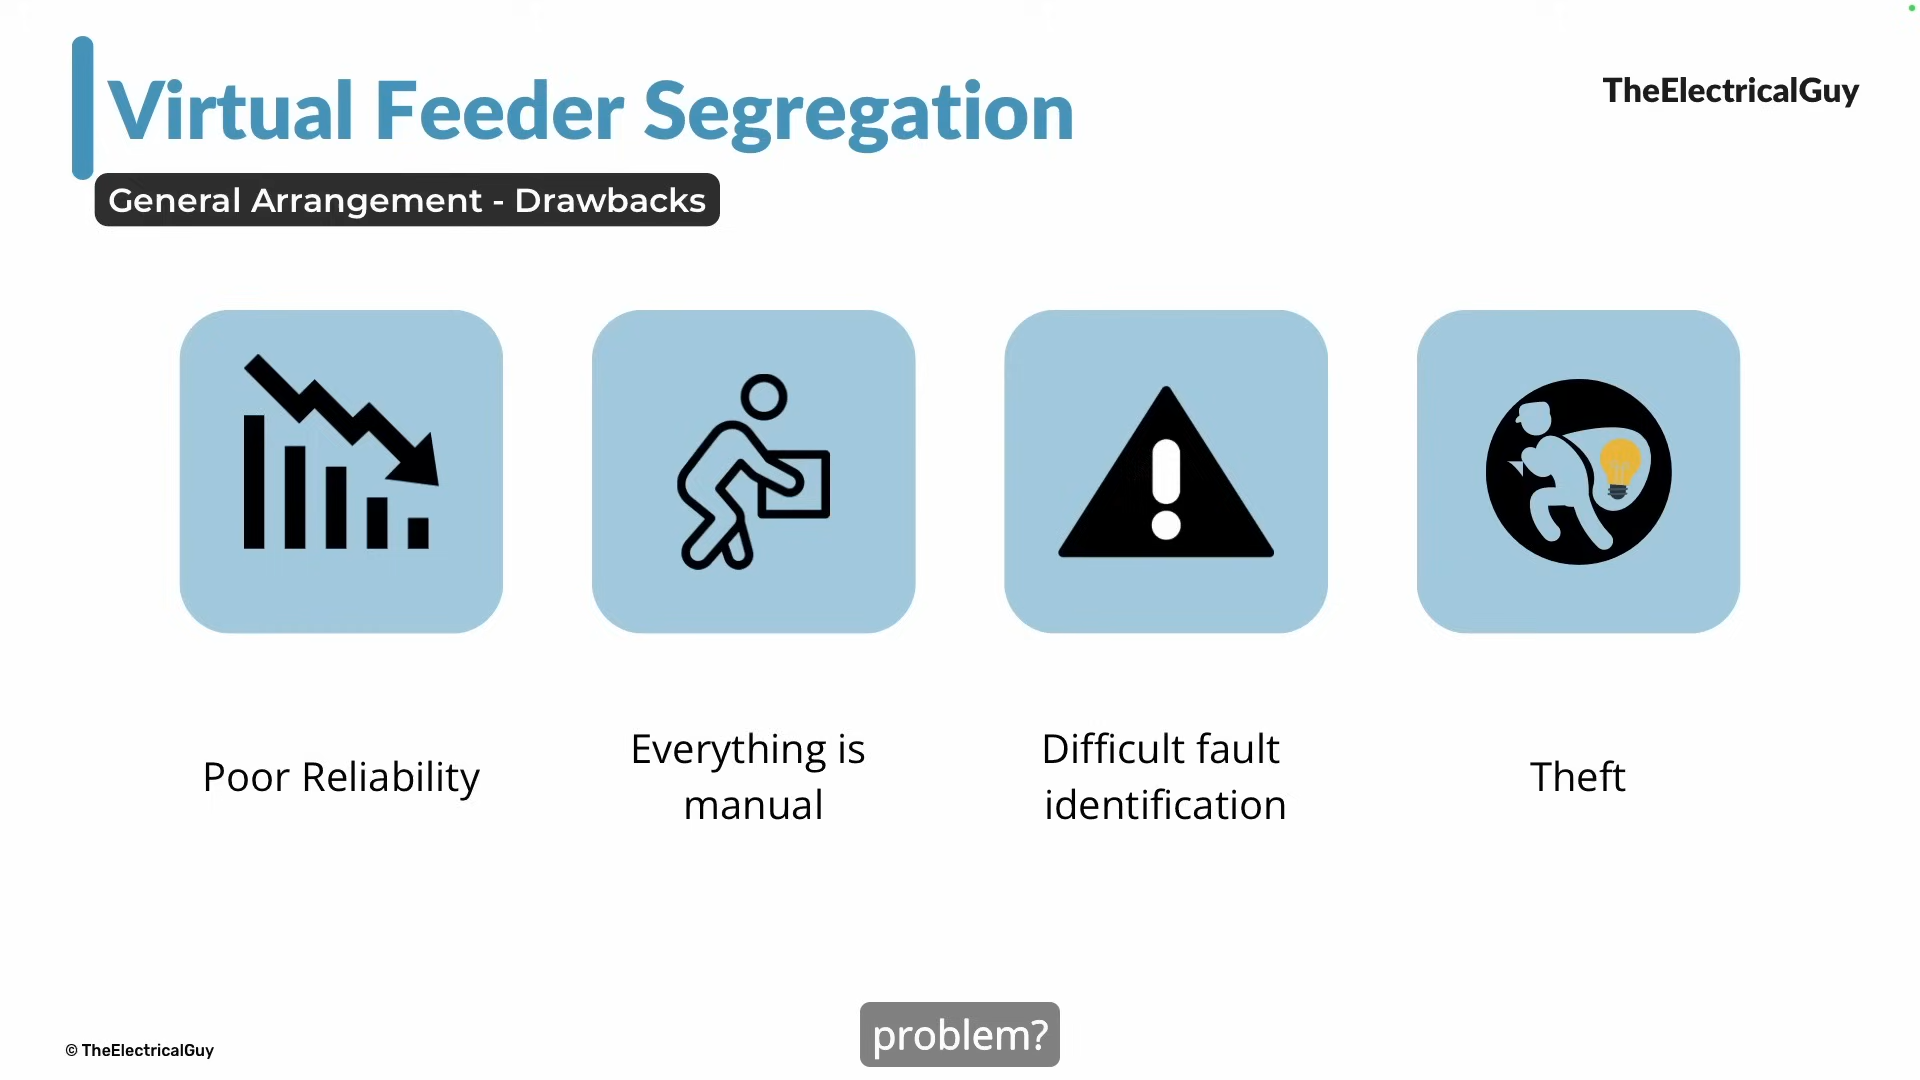 Virtual Feeder Segregation
TheElectricalGuy
General Arrangement - Drawbacks
Poor Reliability
Everything is
manual
Difficult fault
identification
Theft
problem?
© TheElectricalGuy